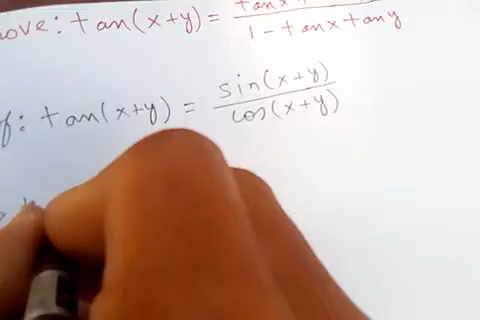 ove: tan(x+y) = tanx
1 - tanx tany
f: tan(x+y) = sin(x+y)
cos(x+y)